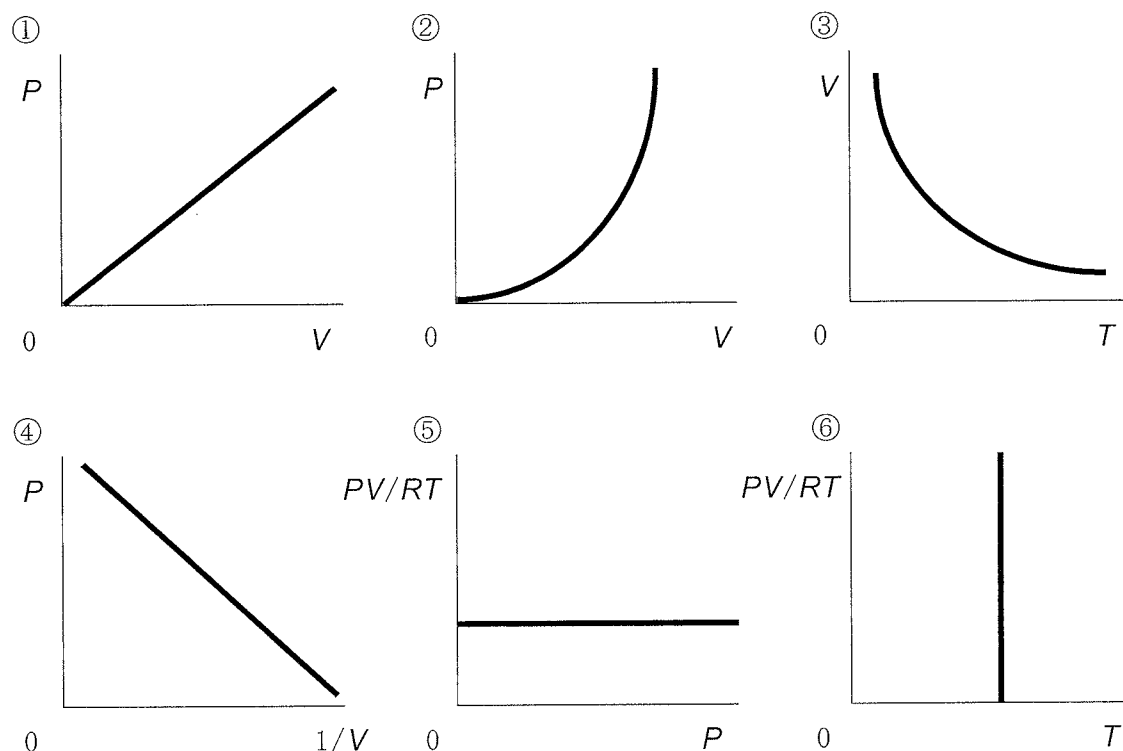 ① ② ③
P P V
0 V 0 V 0 T
④ ⑤ ⑥
P PV/RT PV/RT
0 1/V 0 P 0 T